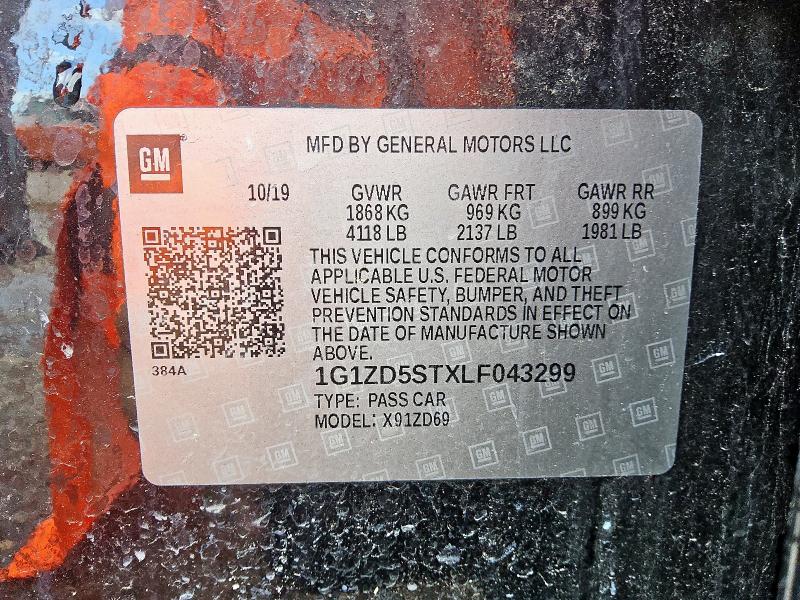 GM
MFD BY GENERAL MOTORS LLC
10/19 GVWR GAWR FRT GAWR RR
1868 KG 969 KG 899 KG
4118 LB 2137 LB 1981 LB
THIS VEHICLE CONFORMS TO ALL
APPLICABLE U.S. FEDERAL MOTOR
VEHICLE SAFETY, BUMPER, AND THEFT
PREVENTION STANDARDS IN EFFECT ON
THE DATE OF MANUFACTURE SHOWN
ABOVE.
384A
1G1ZD5STXLF043299
TYPE: PASS CAR
MODEL: X91ZD69